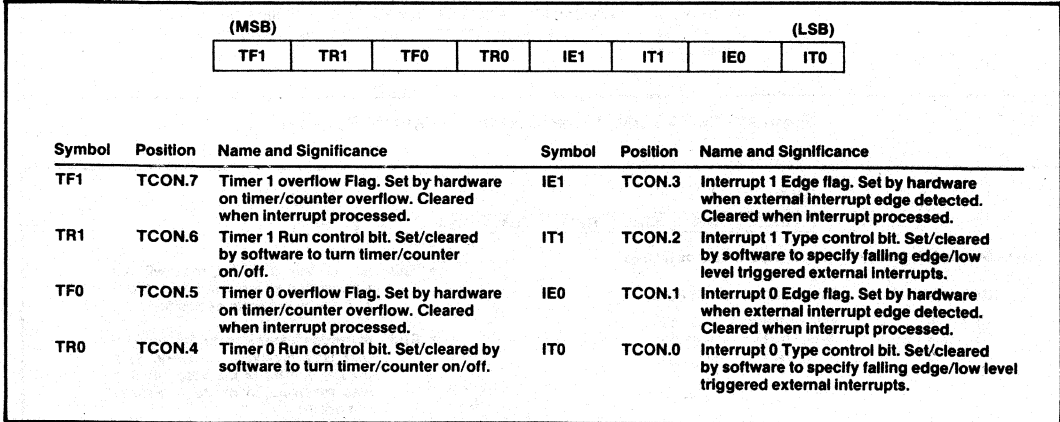 (MSB) (LSB)
TF1 TR1 TF0 TR0 IE1 IT1 IE0 IT0
Symbol Position Name and Significance
TF1 TCON.7 Timer 1 overflow Flag. Set by hardware
on timer/counter overflow. Cleared
when interrupt processed.
TR1 TCON.6 Timer 1 Run control bit. Set/cleared
by software to turn timer/counter
on/off.
TF0 TCON.5 Timer 0 overflow Flag. Set by hardware
on timer/counter overflow. Cleared
when interrupt processed.
TR0 TCON.4 Timer 0 Run control bit. Set/cleared by
software to turn timer/counter on/off.
Symbol Position Name and Significance
IE1 TCON.3 Interrupt 1 Edge flag. Set by hardware
when external interrupt edge detected.
Cleared when interrupt processed.
IT1 TCON.2 Interrupt 1 Type control bit. Set/cleared
by software to specify falling edge/low
level triggered external interrupts.
IE0 TCON.1 Interrupt 0 Edge flag. Set by hardware
when external interrupt edge detected.
Cleared when interrupt processed.
IT0 TCON.0 Interrupt 0 Type control bit. Set/cleared
by software to specify falling edge/low level
triggered external interrupts.